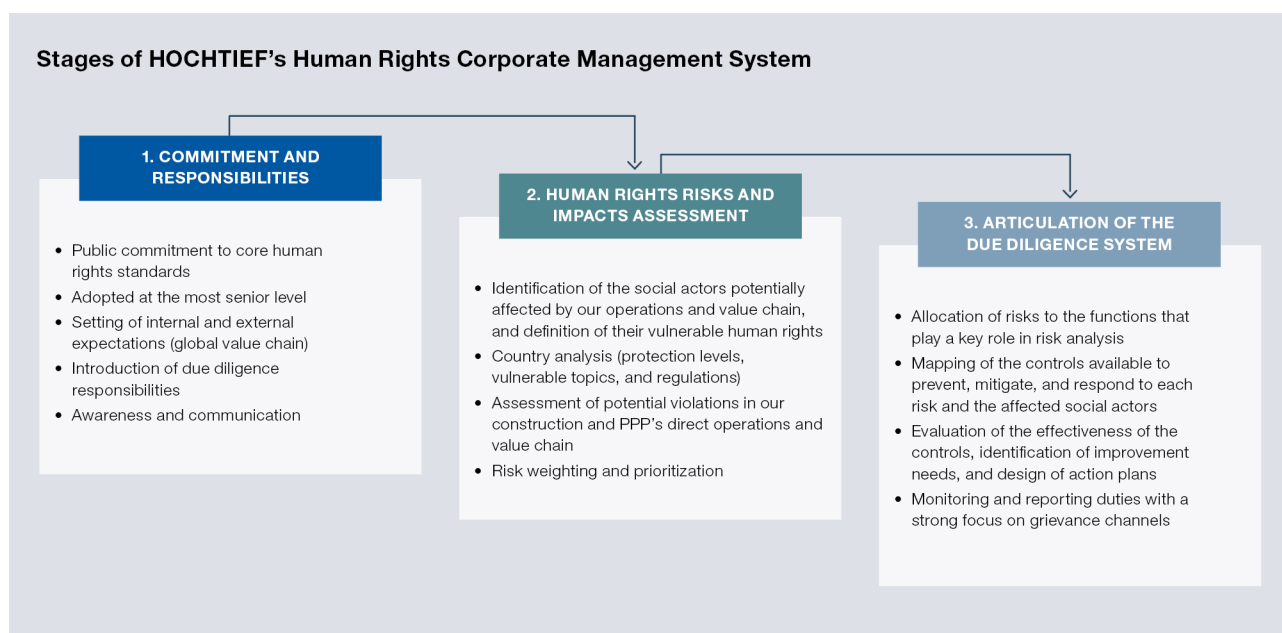 Stages of HOCHTIEF’s Human Rights Corporate Management System
1. COMMITMENT AND
RESPONSIBILITIES
• Public commitment to core human
rights standards
• Adopted at the most senior level
• Setting of internal and external
expectations (global value chain)
• Introduction of due diligence
responsibilities
• Awareness and communication
2. HUMAN RIGHTS RISKS AND
IMPACTS ASSESSMENT
• Identification of the social actors potentially
affected by our operations and value chain,
and definition of their vulnerable human rights
• Country analysis (protection levels,
vulnerable topics, and regulations)
• Assessment of potential violations in our
construction and PPP’s direct operations and
value chain
• Risk weighting and prioritization
3. ARTICULATION OF THE
DUE DILIGENCE SYSTEM
• Allocation of risks to the functions that
play a key role in risk analysis
• Mapping of the controls available to
prevent, mitigate, and respond to each
risk and the affected social actors
• Evaluation of the effectiveness of the
controls, identification of improvement
needs, and design of action plans
• Monitoring and reporting duties with a
strong focus on grievance channels